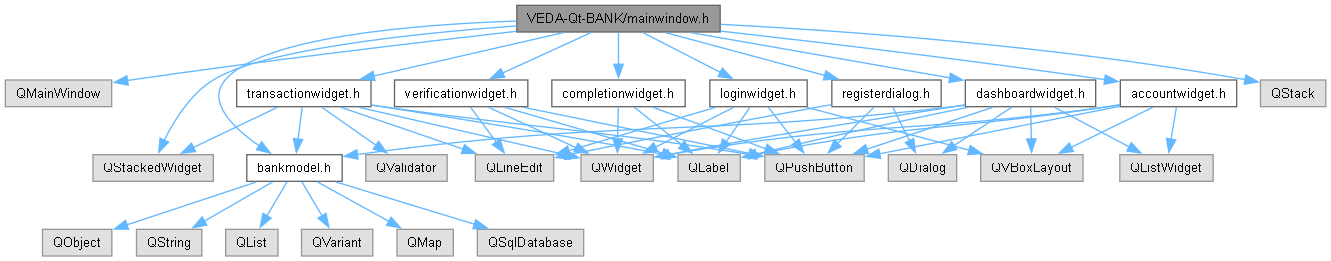 VEDA-Qt-BANK/mainwindow.h
QMainWindow
transactionwidget.h
verificationwidget.h
completionwidget.h
loginwidget.h
registerdialog.h
dashboardwidget.h
accountwidget.h
QStack
QStackedWidget
bankmodel.h
QValidator
QLineEdit
QWidget
QLabel
QPushButton
QDialog
QVBoxLayout
QListWidget
QObject
QString
QList
QVariant
QMap
QSqlDatabase